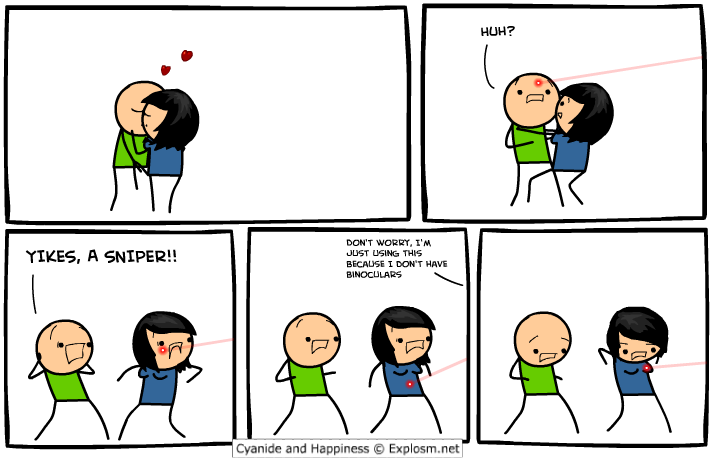 HUH?
YIKES, A SNIPER!!
DON'T WORRY, I'M
JUST USING THIS
BECAUSE I DON'T HAVE
BINOCULARS
Cyanide and Happiness © Explosm.net